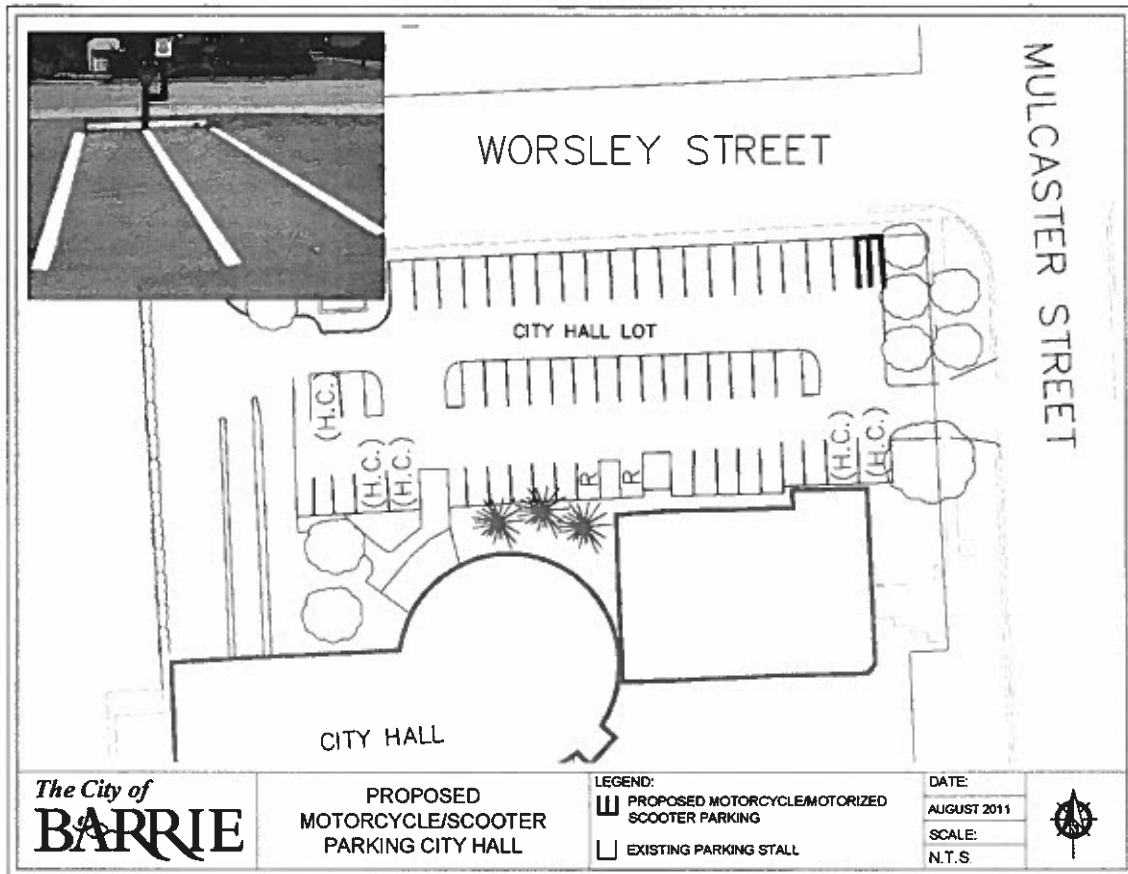 WORSLEY STREET
MULCASTER STREET
CITY HALL LOT
(H.C.)
(H.C.)
(H.C.)
R
R
(H.C.)
(H.C.)
CITY HALL
The City of
BARRIE
PROPOSED
MOTORCYCLE/SCOOTER
PARKING CITY HALL
LEGEND:
PROPOSED MOTORCYCLE/MOTORIZED
SCOOTER PARKING
EXISTING PARKING STALL
DATE:
AUGUST 2011
SCALE:
N.T.S.